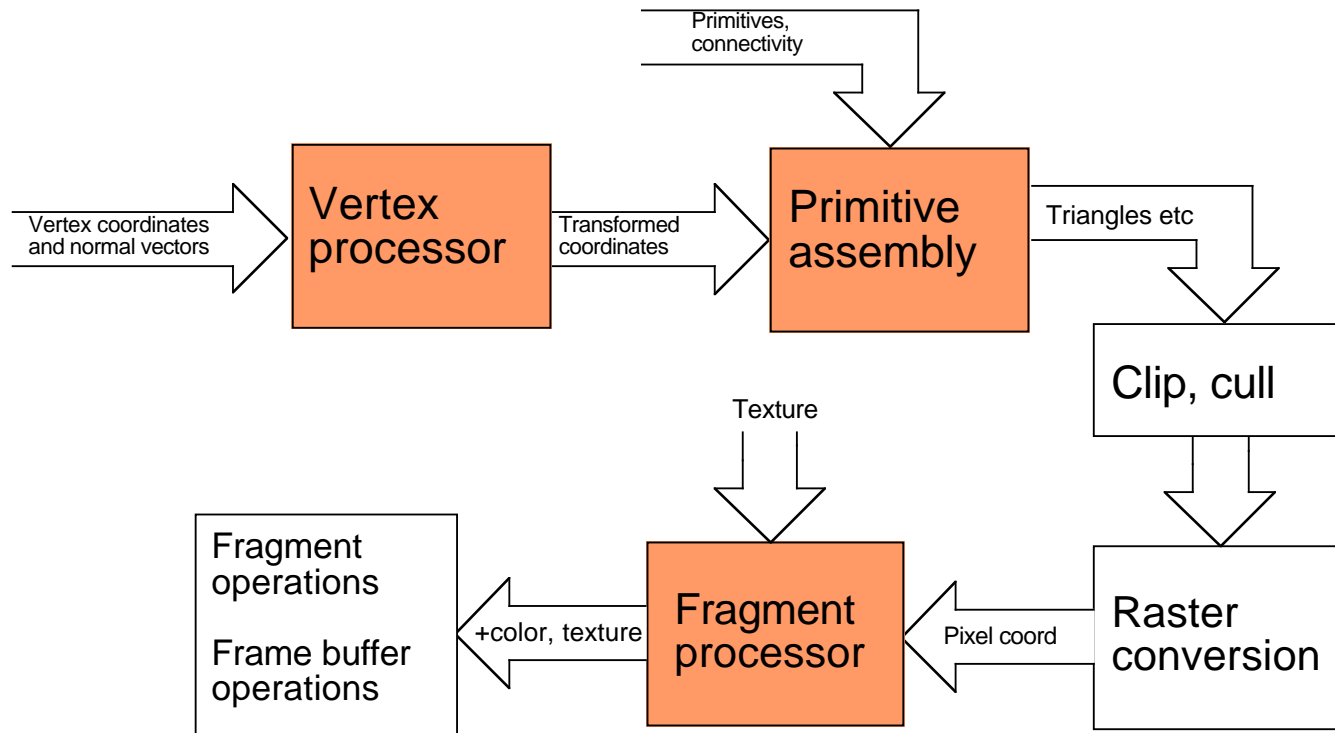 Primitives,
connectivity
Vertex coordinates
and normal vectors
Vertex
processor
Transformed
coordinates
Primitive
assembly
Triangles etc
Clip, cull
Texture
Raster
conversion
Pixel coord
Fragment
processor
+color, texture
Fragment
operations
Frame buffer
operations